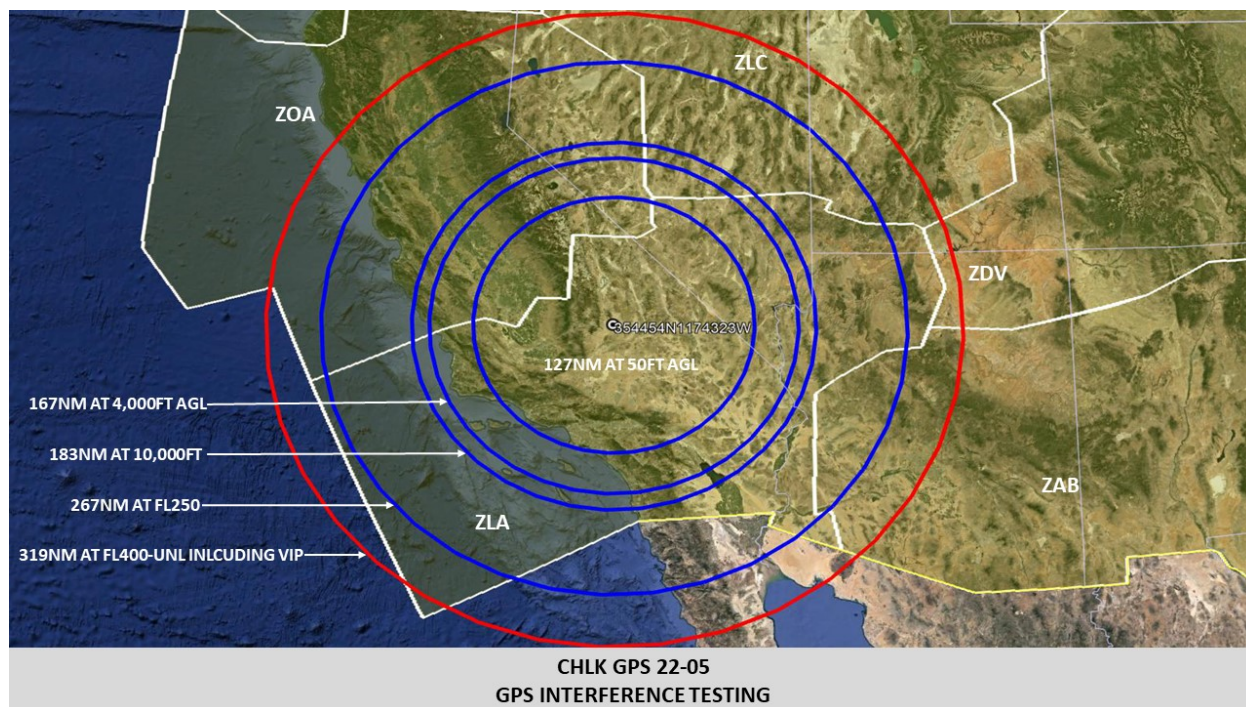 ZLC
ZOA
ZDV
354454N1174323W
127NM AT 50FT AGL
167NM AT 4,000FT AGL
183NM AT 10,000FT
267NM AT FL250
ZAB
ZLA
319NM AT FL400-UNL INLCUDING VIP
CHLK GPS 22-05
GPS INTERFERENCE TESTING